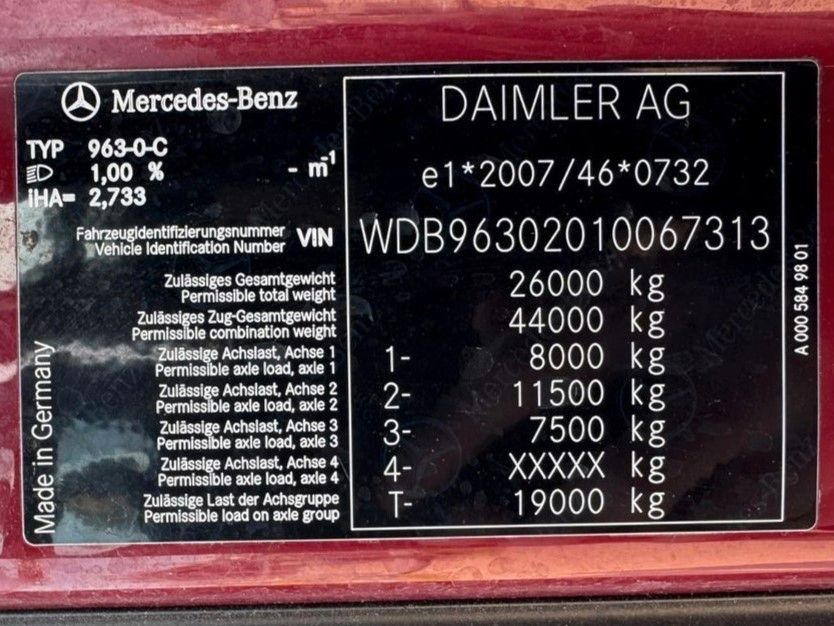 Mercedes-Benz
TYP 963-0-C
1,00 % - m-1
iHA= 2,733
Fahrzeugidentifizierungsnummer
Vehicle Identification Number VIN
Zulässiges Gesamtgewicht
Permissible total weight
Zulässiges Zug-Gesamtgewicht
Permissible combination weight
Zulässige Achslast, Achse 1
Permissible axle load, axle 1
Zulässige Achslast, Achse 2
Permissible axle load, axle 2
Zulässige Achslast, Achse 3
Permissible axle load, axle 3
Zulässige Achslast, Achse 4
Permissible axle load, axle 4
Zulässige Last der Achsgruppe
Permissible load on axle group
Made in Germany
DAIMLER AG
e1*2007/46*0732
WDB96302010067313
26000 kg
44000 kg
1- 8000 kg
2- 11500 kg
3- 7500 kg
4- XXXXX kg
T- 19000 kg
A 000 584 98 01